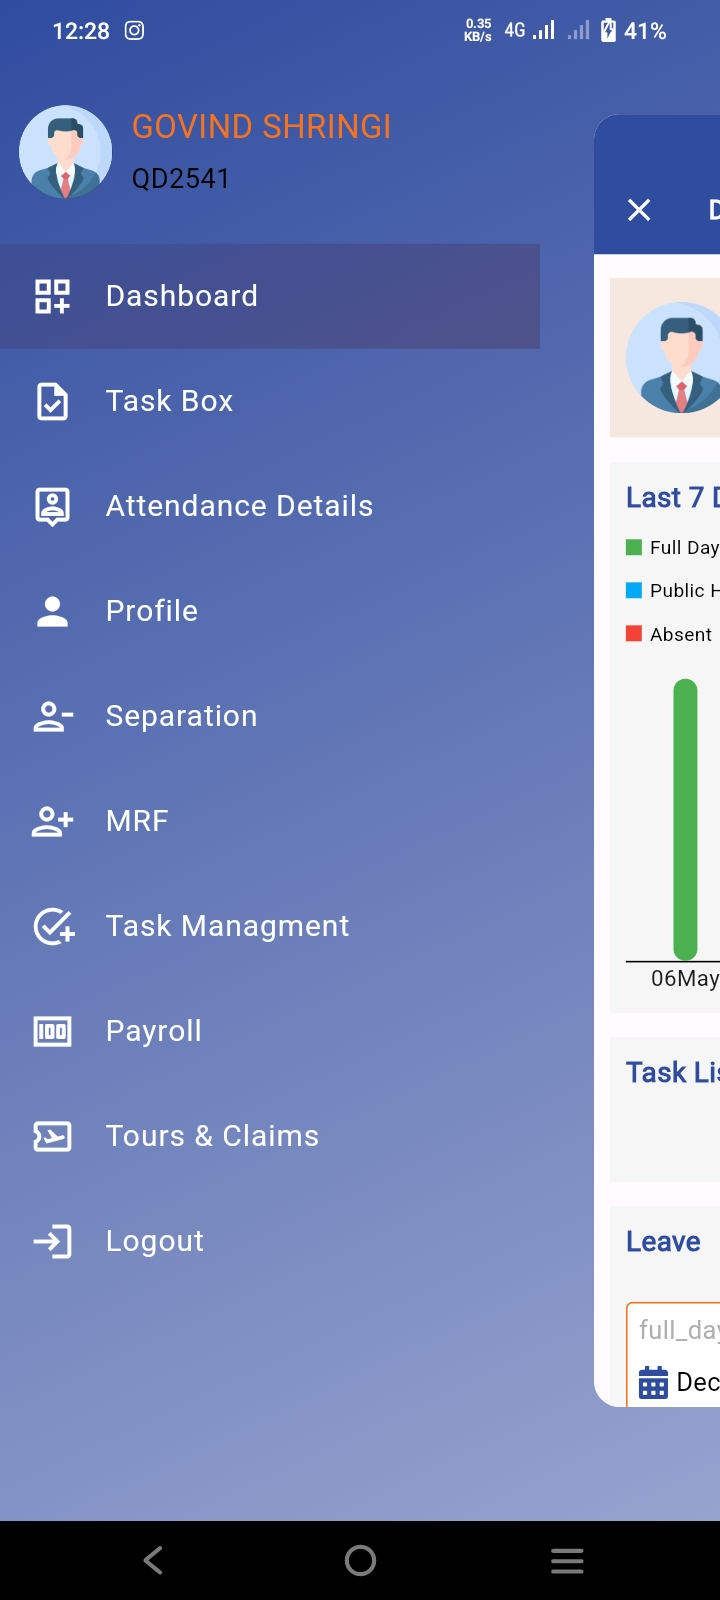 12:28
0.35
KB/s
4G
41%
GOVIND SHRINGI
QD2541
Dashboard
Task Box
Attendance Details
Profile
Separation
MRF
Task Managment
Payroll
100
Tours & Claims
Logout
D
Last 7 D
Full Day
Public H
Absent
06May
Task Lis
Leave
full_day
Dec